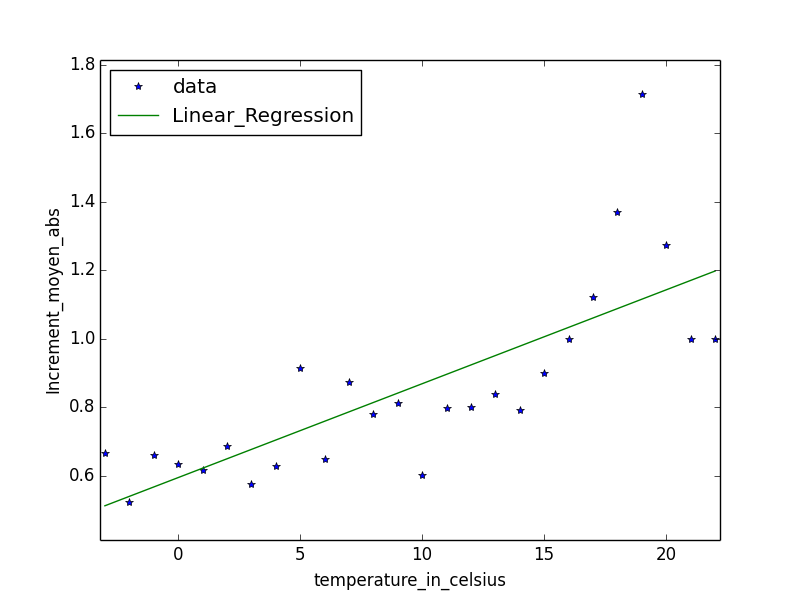 data
Linear_Regression
1.8
1.6
1.4
1.2
1.0
0.8
0.6
Increment_moyen_abs
0 5 10 15 20
temperature_in_celsius